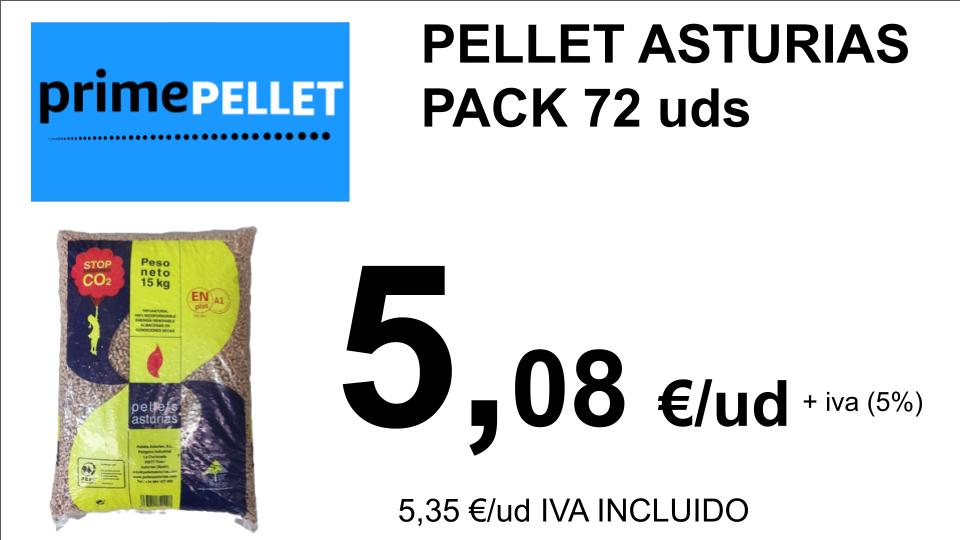 primePELLET
PELLET ASTURIAS
PACK 72 uds
STOP
CO2
Peso
neto
15 kg
EN
plus
A1
pellets
asturias
5,08 €/ud + iva (5%)
5,35 €/ud IVA INCLUIDO